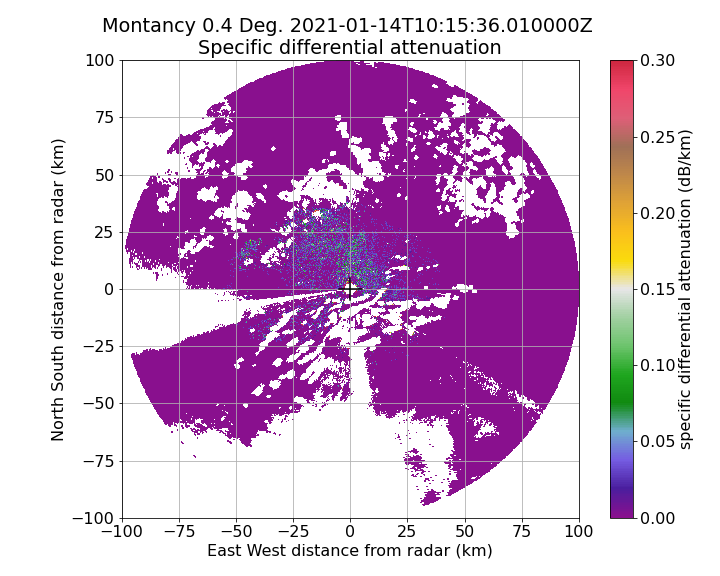 Montancy 0.4 Deg. 2021-01-14T10:15:36.010000Z
Specific differential attenuation
100
75
50
25
0
−25
−50
−75
−100
North South distance from radar (km)
−100 −75 −50 −25 0 25 50 75 100
East West distance from radar (km)
0.30
0.25
0.20
0.15
0.10
0.05
0.00
specific differential attenuation (dB/km)